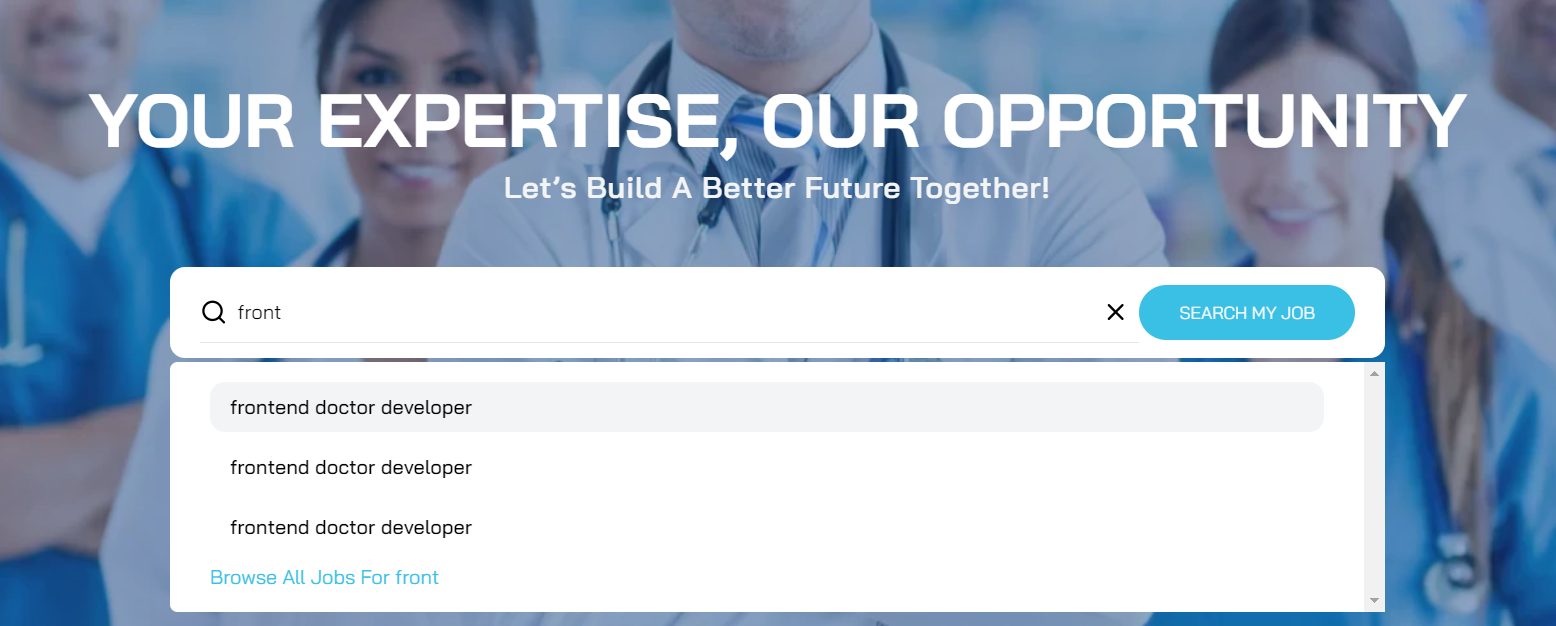 YOUR EXPERTISE, OUR OPPORTUNITY
Let’s Build A Better Future Together!
front
SEARCH MY JOB
frontend doctor developer
frontend doctor developer
frontend doctor developer
Browse All Jobs For front